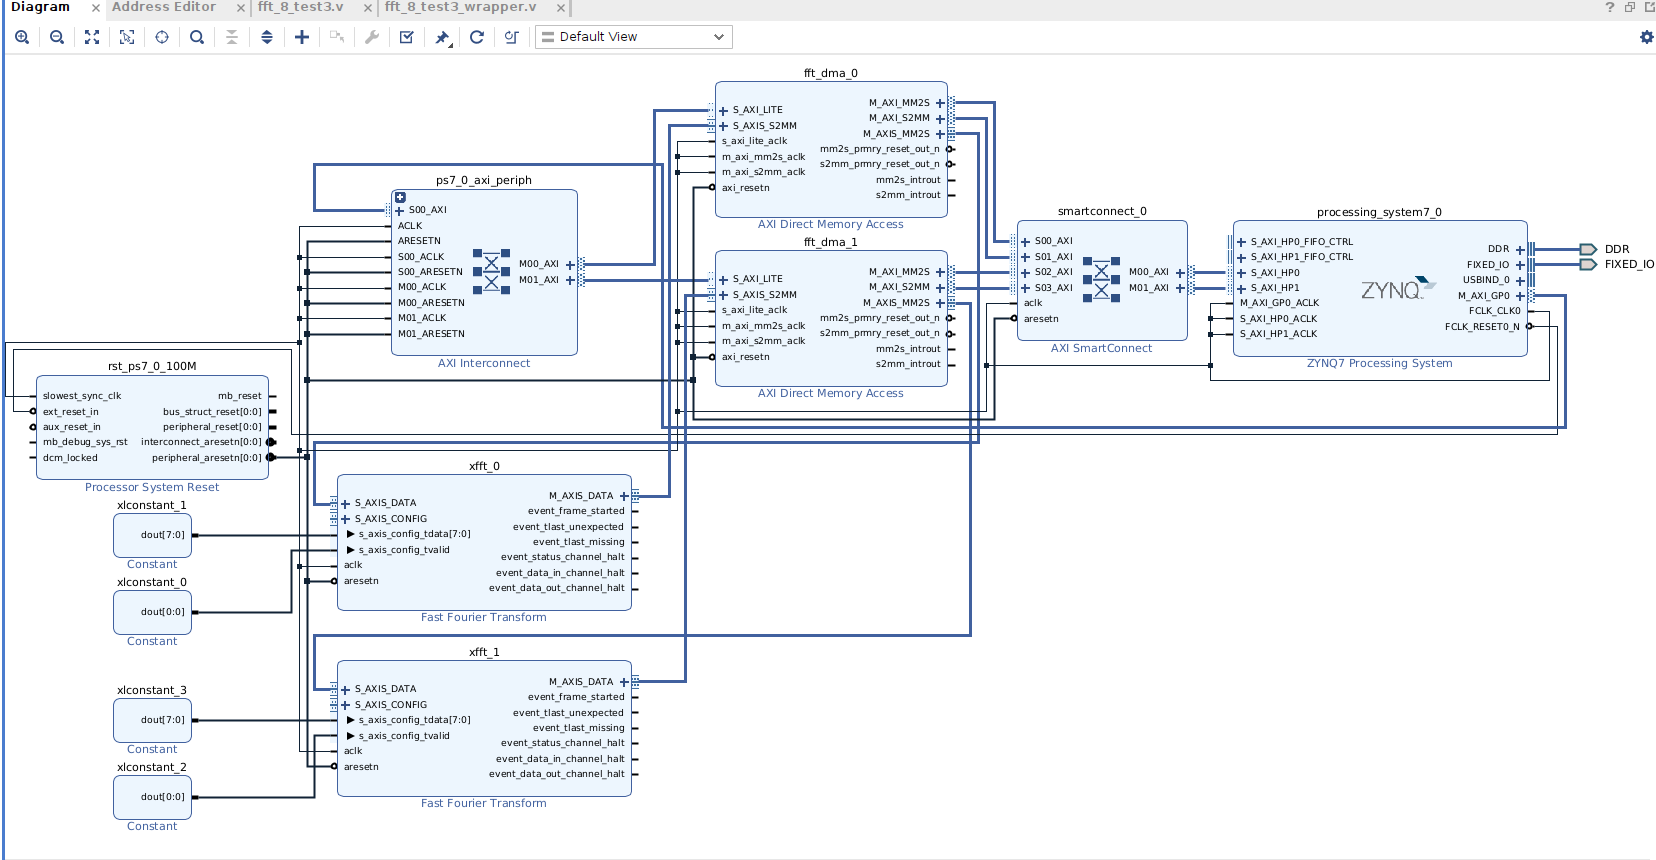 Diagram
Address Editor
fft_8_test3.v
fft_8_test3_wrapper.v
Default View
fft_dma_0
S_AXI_LITE
S_AXIS_S2MM
s_axi_lite_aclk
m_axi_mm2s_aclk
m_axi_s2mm_aclk
axi_resetn
M_AXI_MM2S
M_AXI_S2MM
M_AXIS_MM2S
mm2s_prmry_reset_out_n
s2mm_prmry_reset_out_n
mm2s_introut
s2mm_introut
AXI Direct Memory Access
ps7_0_axi_periph
S00_AXI
ACLK
ARESETN
S00_ACLK
S00_ARESETN
M00_ACLK
M00_ARESETN
M01_ACLK
M01_ARESETN
M00_AXI
M01_AXI
AXI Interconnect
fft_dma_1
S_AXI_LITE
S_AXIS_S2MM
s_axi_lite_aclk
m_axi_mm2s_aclk
m_axi_s2mm_aclk
axi_resetn
M_AXI_MM2S
M_AXI_S2MM
M_AXIS_MM2S
mm2s_prmry_reset_out_n
s2mm_prmry_reset_out_n
mm2s_introut
s2mm_introut
AXI Direct Memory Access
smartconnect_0
S00_AXI
S01_AXI
S02_AXI
S03_AXI
aclk
aresetn
M00_AXI
M01_AXI
AXI SmartConnect
processing_system7_0
S_AXI_HP0_FIFO_CTRL
S_AXI_HP1_FIFO_CTRL
S_AXI_HP0
S_AXI_HP1
M_AXI_GP0_ACLK
S_AXI_HP0_ACLK
S_AXI_HP1_ACLK
ZYNQ
DDR
FIXED_IO
USBIND_0
M_AXI_GP0
FCLK_CLK0
FCLK_RESET0_N
ZYNQ7 Processing System
DDR
FIXED_IO
rst_ps7_0_100M
slowest_sync_clk
ext_reset_in
aux_reset_in
mb_debug_sys_rst
dcm_locked
mb_reset
bus_struct_reset[0:0]
peripheral_reset[0:0]
interconnect_aresetn[0:0]
peripheral_aresetn[0:0]
Processor System Reset
xlconstant_1
dout[7:0]
Constant
xlconstant_0
dout[0:0]
Constant
xlconstant_3
dout[7:0]
Constant
xlconstant_2
dout[0:0]
Constant
xfft_0
S_AXIS_DATA
S_AXIS_CONFIG
s_axis_config_tdata[7:0]
s_axis_config_tvalid
aclk
aresetn
M_AXIS_DATA
event_frame_started
event_tlast_unexpected
event_tlast_missing
event_status_channel_halt
event_data_in_channel_halt
event_data_out_channel_halt
Fast Fourier Transform
xfft_1
S_AXIS_DATA
S_AXIS_CONFIG
s_axis_config_tdata[7:0]
s_axis_config_tvalid
aclk
aresetn
M_AXIS_DATA
event_frame_started
event_tlast_unexpected
event_tlast_missing
event_status_channel_halt
event_data_in_channel_halt
event_data_out_channel_halt
Fast Fourier Transform